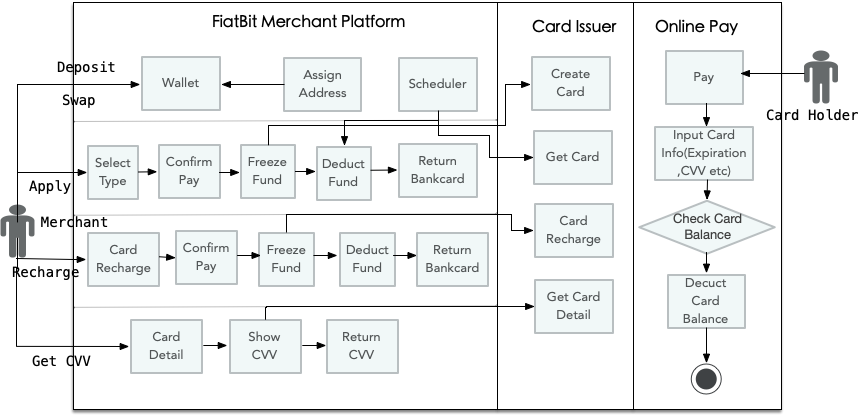 FiatBit Merchant Platform
Card Issuer
Online Pay
Deposit
Swap
Wallet
Assign
Address
Scheduler
Create
Card
Pay
Card Holder
Apply
Select
Type
Confirm
Pay
Freeze
Fund
Deduct
Fund
Return
Bankcard
Get Card
Input Card
Info(Expiration
,CVV etc)
Merchant
Recharge
Card
Recharge
Confirm
Pay
Freeze
Fund
Deduct
Fund
Return
Bankcard
Card
Recharge
Check Card
Balance
Get CVV
Card
Detail
Show
CVV
Return
CVV
Get Card
Detail
Decuct
Card
Balance